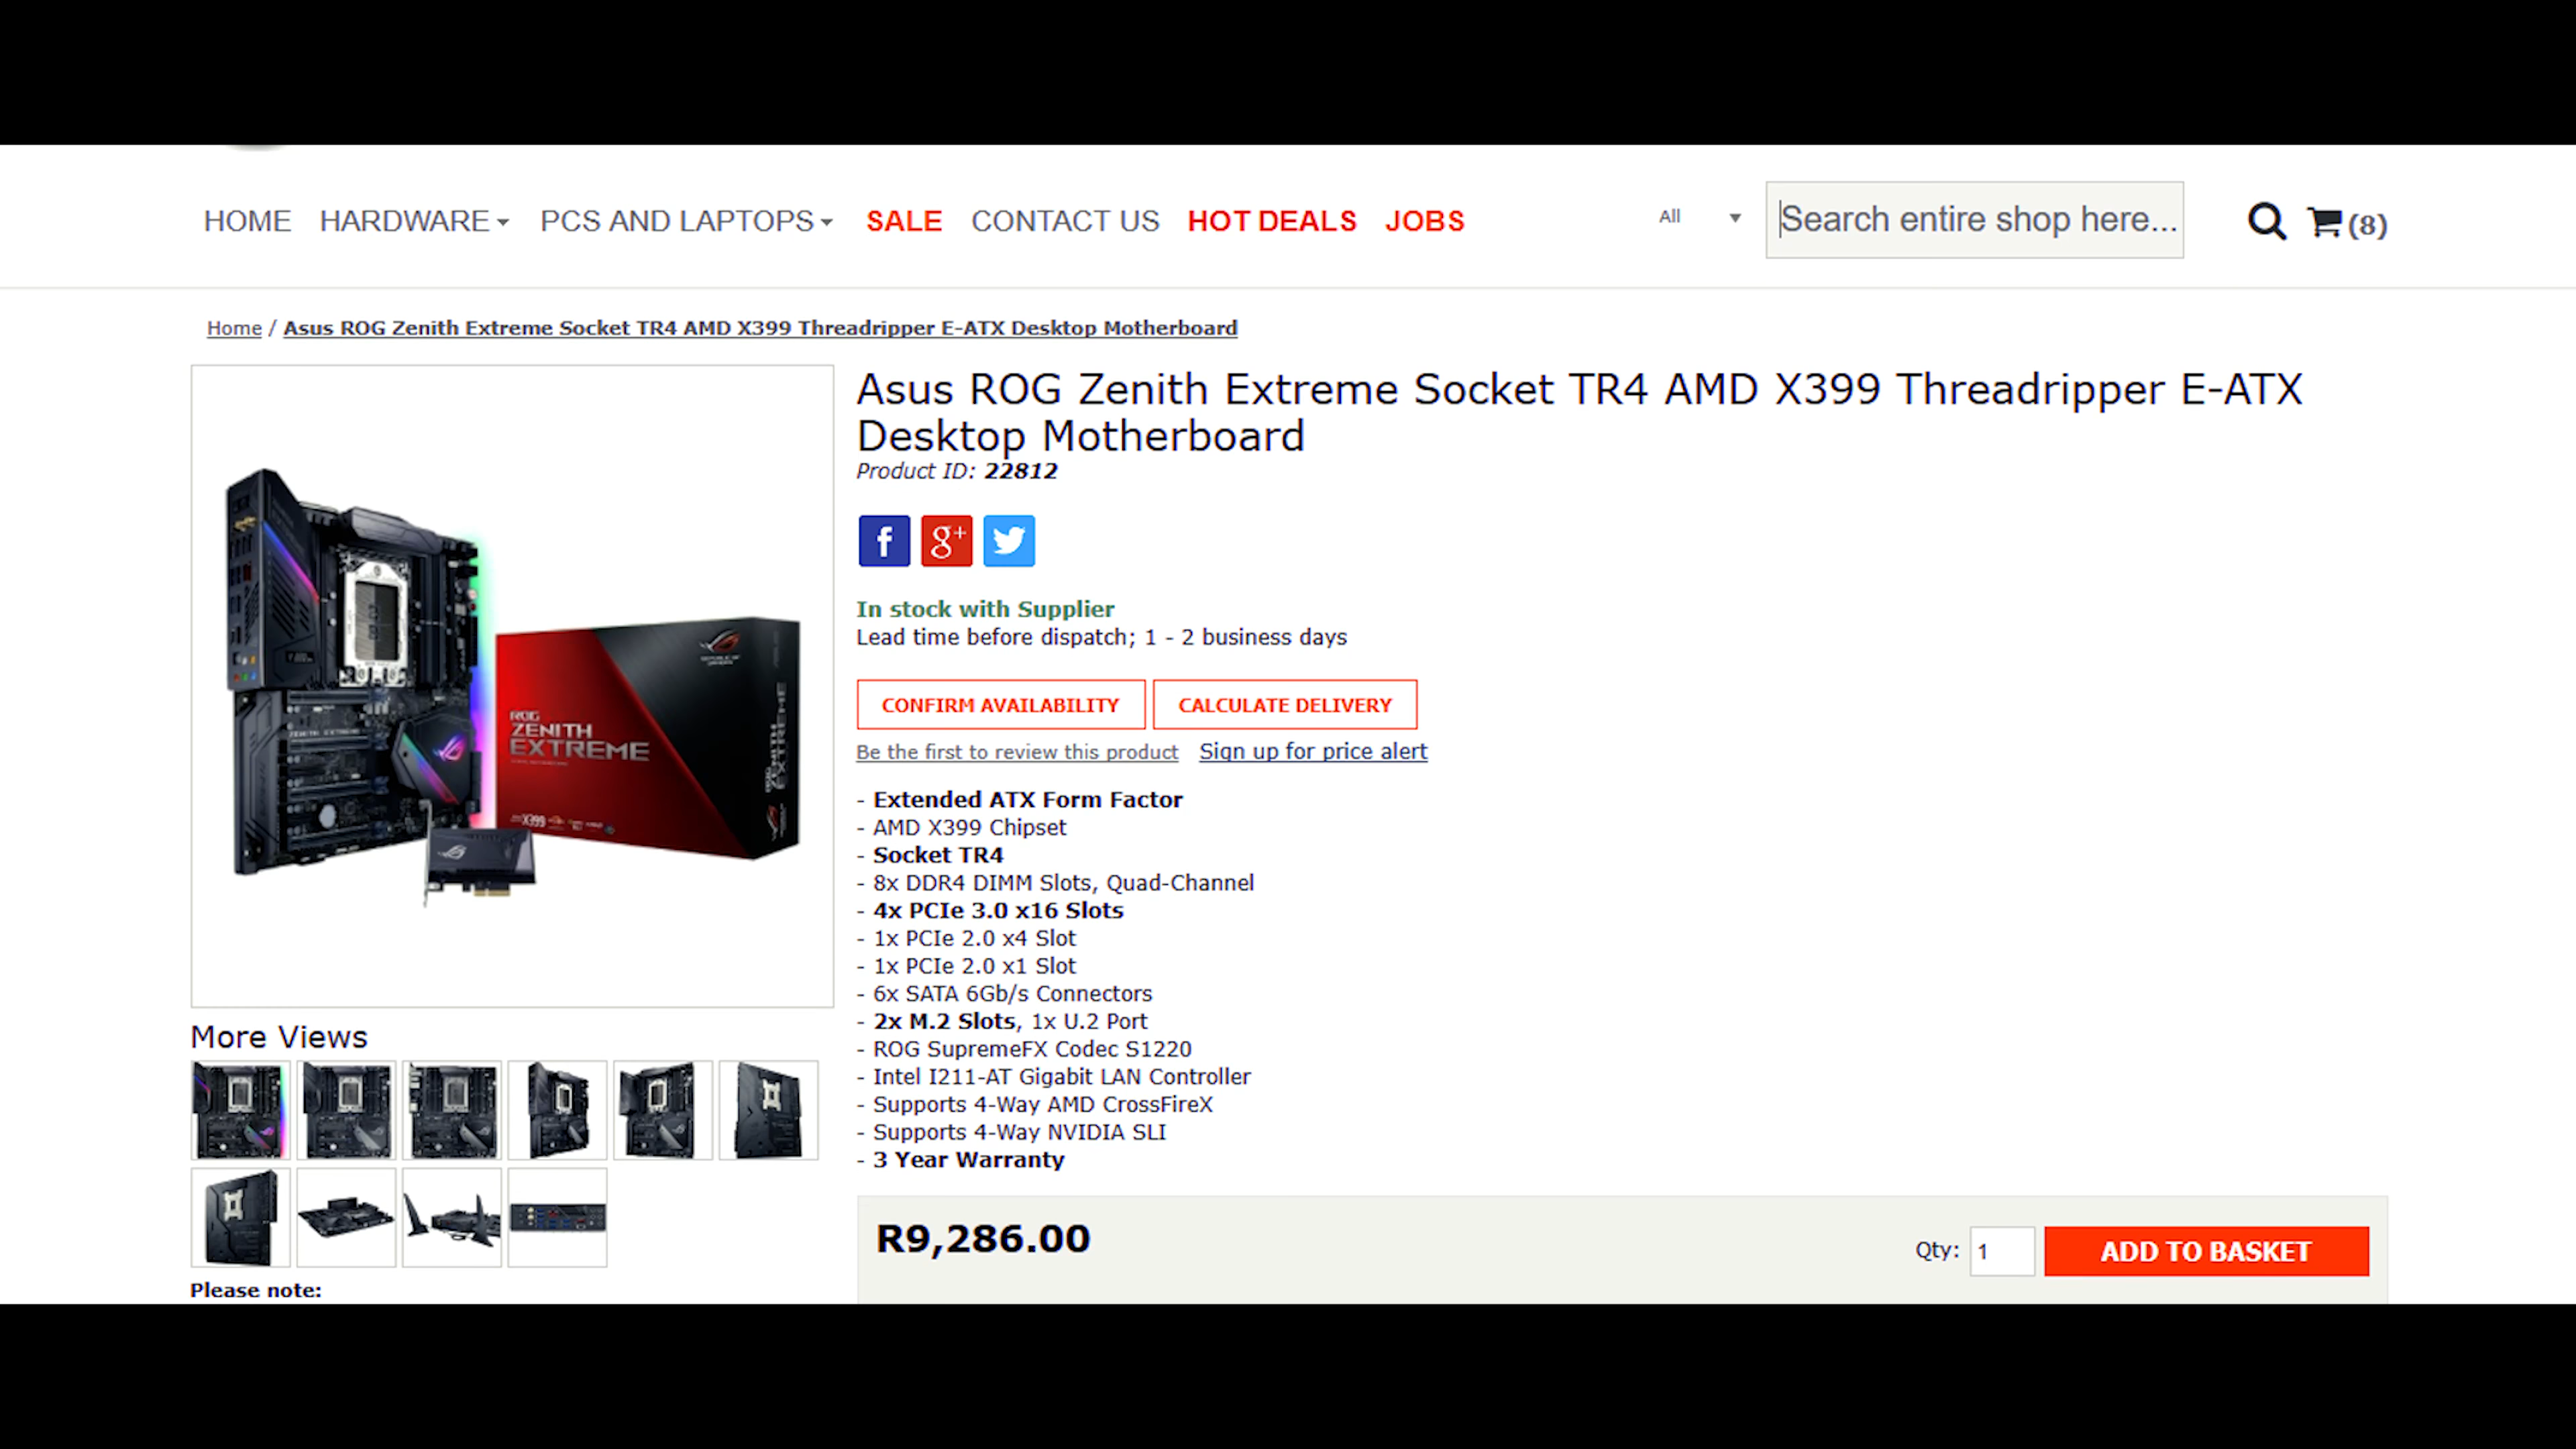 HOME HARDWARE PCS AND LAPTOPS SALE CONTACT US HOT DEALS JOBS All Search entire shop here... (8)
Home / Asus ROG Zenith Extreme Socket TR4 AMD X399 Threadripper E-ATX Desktop Motherboard
Asus ROG Zenith Extreme Socket TR4 AMD X399 Threadripper E-ATX
Desktop Motherboard
Product ID: 22812
f g+
In stock with Supplier
Lead time before dispatch; 1 - 2 business days
CONFIRM AVAILABILITY CALCULATE DELIVERY
Be the first to review this product Sign up for price alert
- Extended ATX Form Factor
- AMD X399 Chipset
- Socket TR4
- 8x DDR4 DIMM Slots, Quad-Channel
- 4x PCIe 3.0 x16 Slots
- 1x PCIe 2.0 x4 Slot
- 1x PCIe 2.0 x1 Slot
- 6x SATA 6Gb/s Connectors
- 2x M.2 Slots, 1x U.2 Port
- ROG SupremeFX Codec S1220
- Intel I211-AT Gigabit LAN Controller
- Supports 4-Way AMD CrossFireX
- Supports 4-Way NVIDIA SLI
- 3 Year Warranty
R9,286.00 Qty: 1 ADD TO BASKET
ROG
ZENITH
EXTREME
X399
ROG ZENITH EXTREME
ZENITH EXTREME
More Views
Please note: